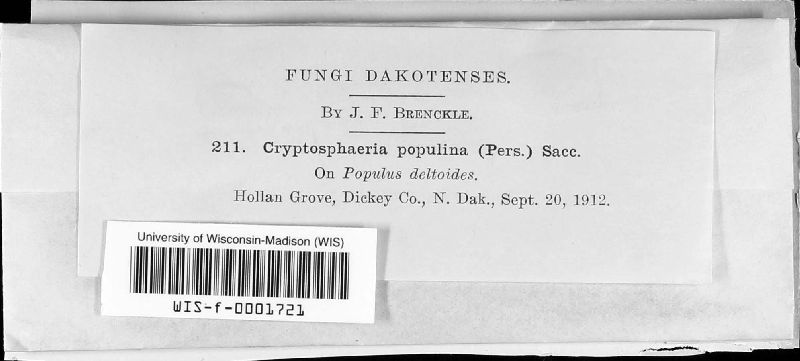 FUNGI DAKOTENSES.
By J. F. Brenckle.
211. Cryptosphaeria populina (Pers.) Sacc.
On Populus deltoides.
Hollan Grove, Dickey Co., N. Dak., Sept. 20, 1912.
University of Wisconsin-Madison (WIS)
WIS-f-0001721